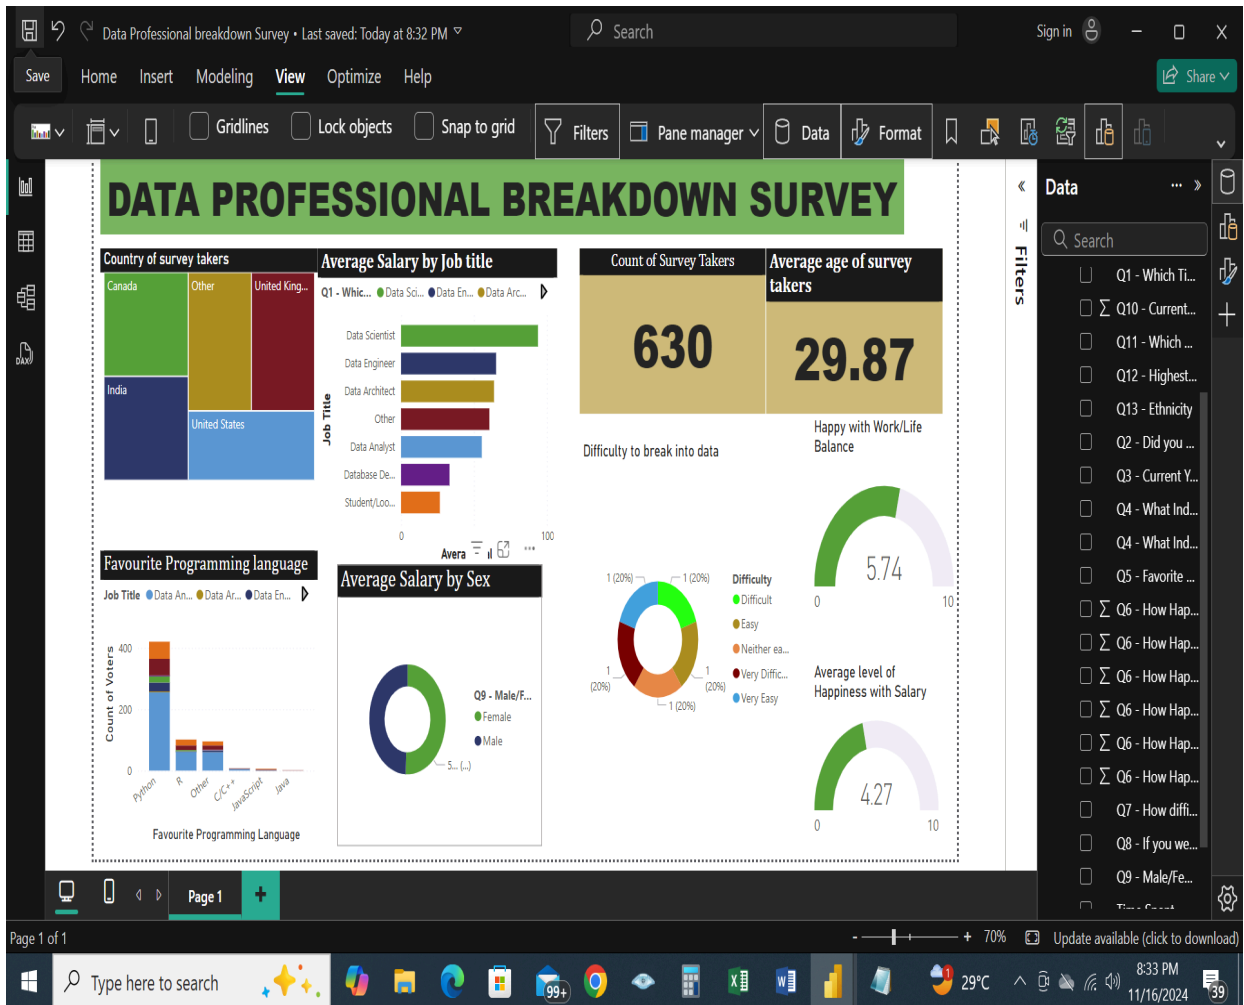 Data Professional breakdown Survey • Last saved: Today at 8:32 PM
Search
Sign in
Save
Home
Insert
Modeling
View
Optimize
Help
Share
Gridlines
Lock objects
Snap to grid
Filters
Pane manager
Data
Format
DATA PROFESSIONAL BREAKDOWN SURVEY
Country of survey takers
Canada
Other
United King...
India
United States
Average Salary by Job title
Q1 - Whic... Data Sci... Data En... Data Arc...
Job Title
Data Scientist
Data Engineer
Data Architect
Other
Data Analyst
Database De...
Student/Loo...
0
100
Avera
Count of Survey Takers
630
Average age of survey
takers
29.87
Difficulty to break into data
1 (20%)
1 (20%)
1
(20%)
1
(20%)
1 (20%)
Difficulty
Difficult
Easy
Neither ea...
Very Diffic...
Very Easy
Happy with Work/Life
Balance
5.74
0
10
Average level of
Happiness with Salary
4.27
0
10
Favourite Programming language
Job Title Data An... Data Ar... Data En...
Count of Voters
400
200
0
Python
R
Other
C/C++
JavaScript
Java
Favourite Programming Language
Average Salary by Sex
Q9 - Male/F...
Female
Male
5... (...)
Filters
Data
Search
Q1 - Which Ti...
Q10 - Current...
Q11 - Which ...
Q12 - Highest...
Q13 - Ethnicity
Q2 - Did you ...
Q3 - Current Y...
Q4 - What Ind...
Q4 - What Ind...
Q5 - Favorite ...
Q6 - How Hap...
Q6 - How Hap...
Q6 - How Hap...
Q6 - How Hap...
Q6 - How Hap...
Q6 - How Hap...
Q7 - How diffi...
Q8 - If you we...
Q9 - Male/Fe...
Time Spent
DAX
Page 1
+
Page 1 of 1
- + 70%
Update available (click to download)
Type here to search
99+
1
29°C
8:33 PM
11/16/2024
39